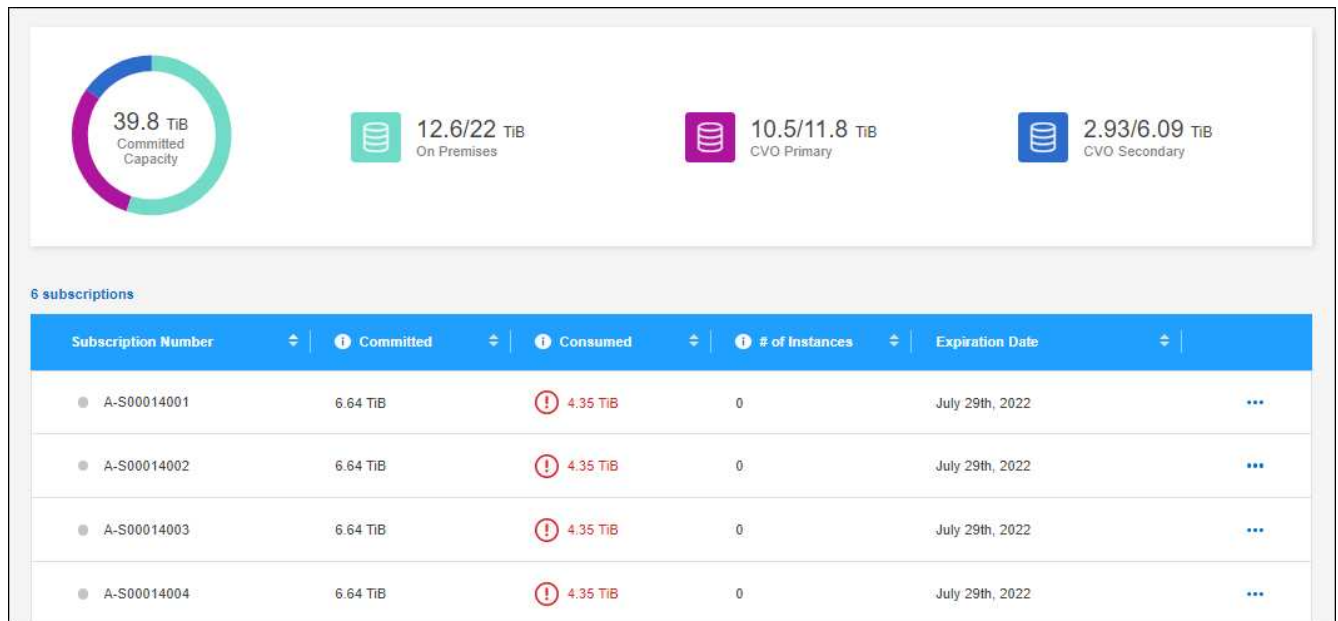 39.8 TiB
Committed
Capacity
12.6/22 TiB
On Premises
10.5/11.8 TiB
CVO Primary
2.93/6.09 TiB
CVO Secondary
6 subscriptions
Subscription Number Committed Consumed # of Instances Expiration Date
A-S00014001 6.64 TiB 4.35 TiB 0 July 29th, 2022
A-S00014002 6.64 TiB 4.35 TiB 0 July 29th, 2022
A-S00014003 6.64 TiB 4.35 TiB 0 July 29th, 2022
A-S00014004 6.64 TiB 4.35 TiB 0 July 29th, 2022